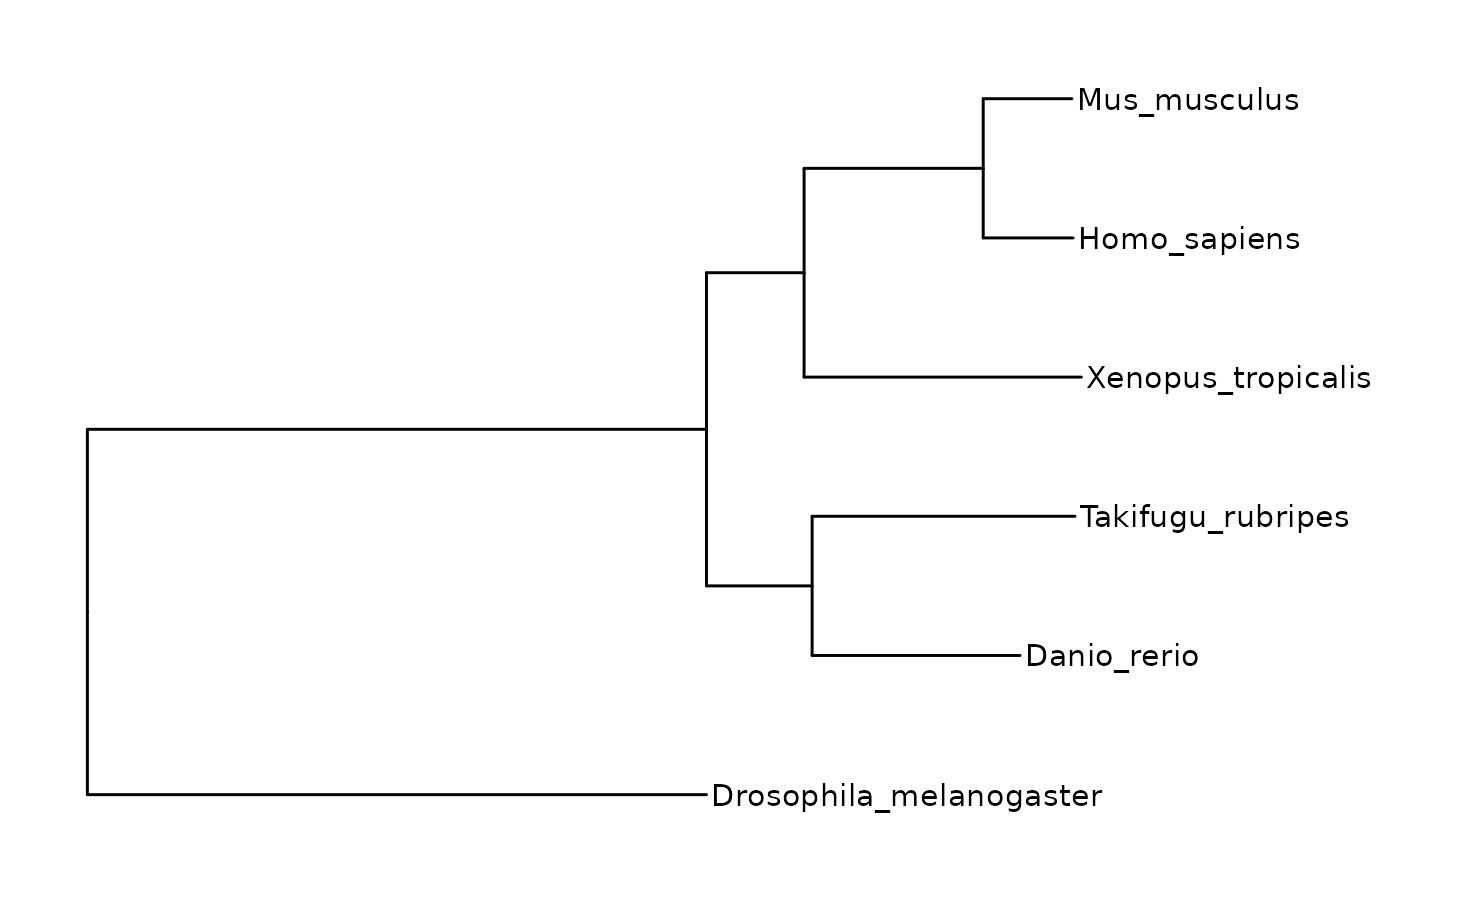 Mus_musculus
Homo_sapiens
Xenopus_tropicalis
Takifugu_rubripes
Danio_rerio
Drosophila_melanogaster